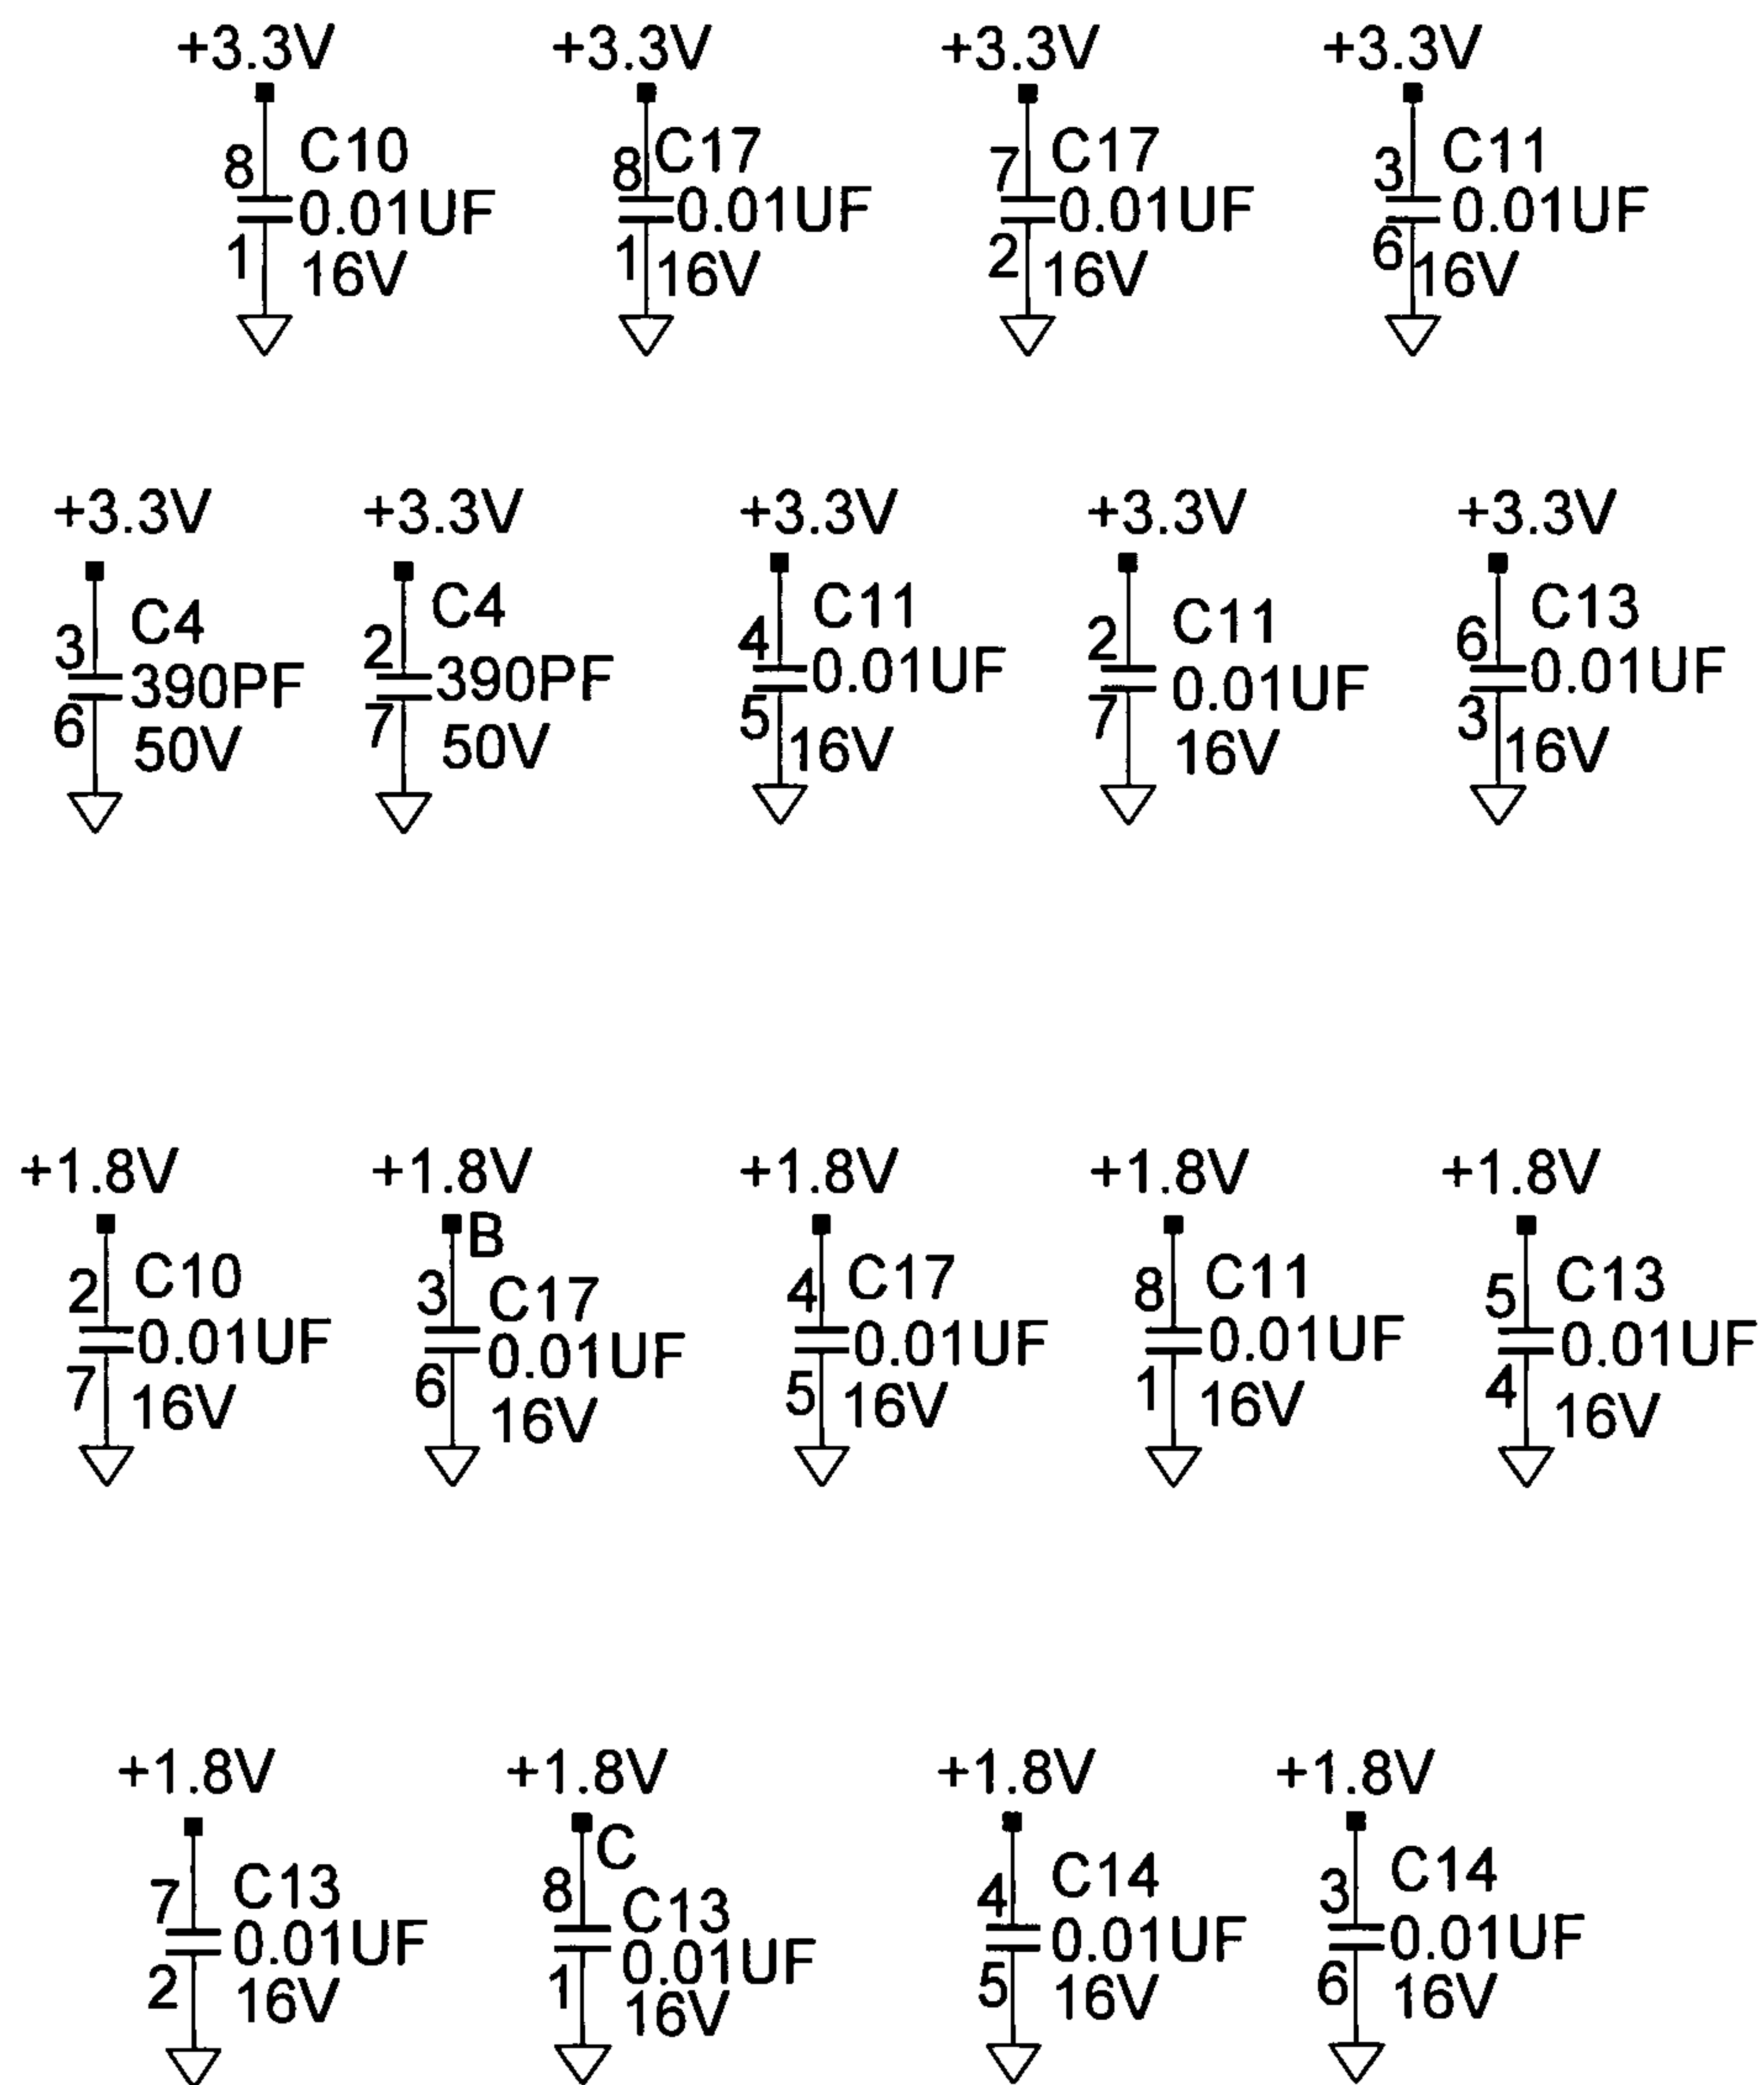 +3.3V +3.3V +3.3V +3.3V
8 C10 8 C17 7 C17 3 C11
0.01UF 0.01UF 0.01UF 0.01UF
1 16V 1 16V 2 16V 6 16V
+3.3V +3.3V +3.3V +3.3V +3.3V
3 C4 2 C4 4 C11 2 C11 6 C13
390PF 390PF 0.01UF 0.01UF 0.01UF
6 50V 7 50V 5 16V 7 16V 3 16V
+1.8V +1.8V +1.8V +1.8V +1.8V
B
2 C10 3 C17 4 C17 8 C11 5 C13
0.01UF 0.01UF 0.01UF 0.01UF 0.01UF
7 16V 6 16V 5 16V 1 16V 4 16V
+1.8V +1.8V +1.8V +1.8V
C
7 C13 8 C13 4 C14 3 C14
0.01UF 0.01UF 0.01UF 0.01UF
2 16V 1 16V 5 16V 6 16V